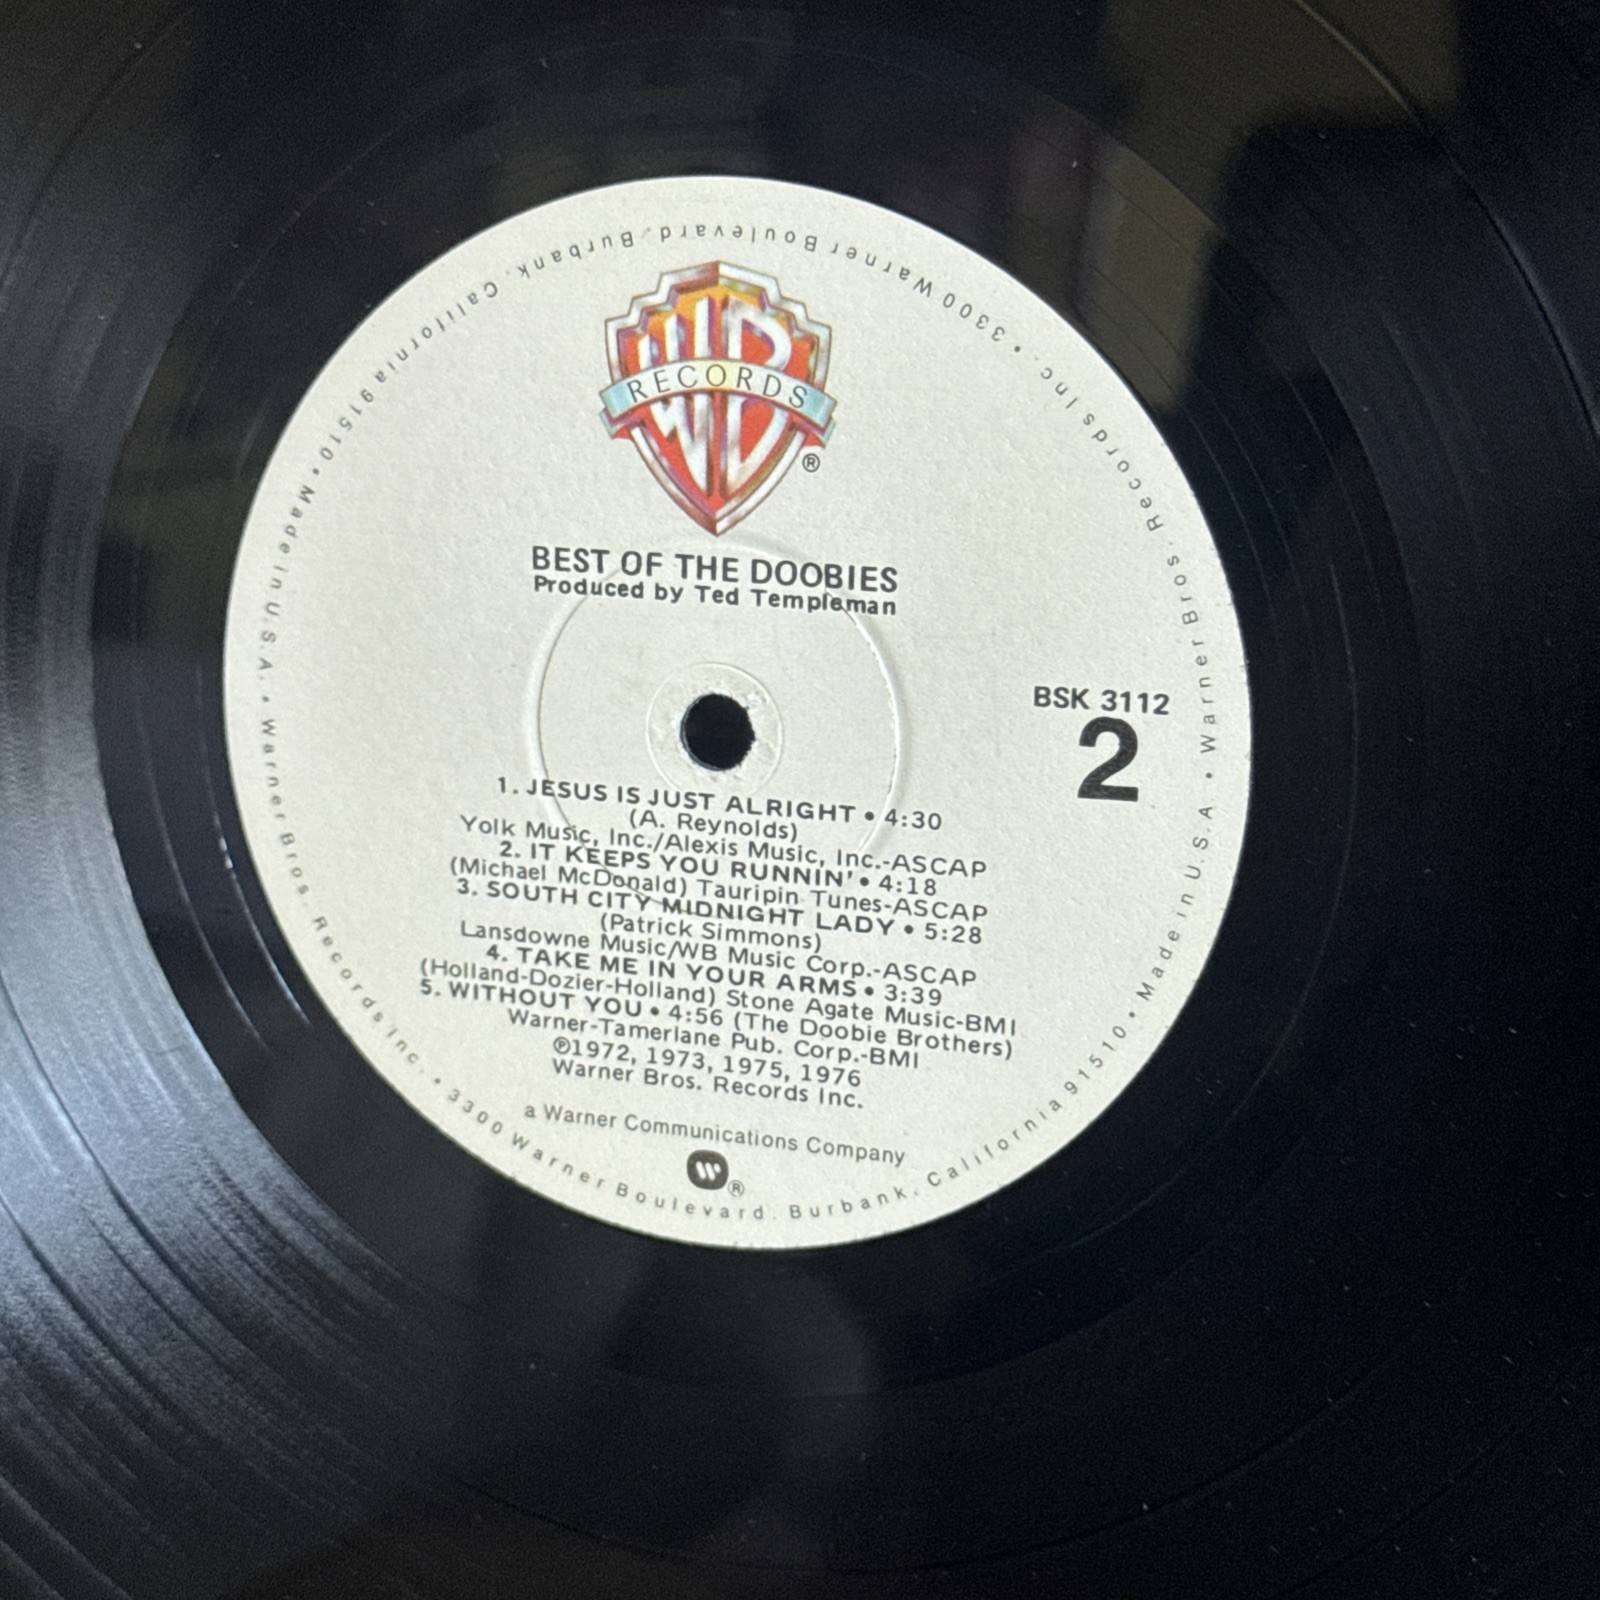 WB
RECORDS
®
BEST OF THE DOOBIES
Produced by Ted Templeman
BSK 3112
2
1. JESUS IS JUST ALRIGHT • 4:30
(A. Reynolds)
Yolk Music, Inc./Alexis Music, Inc.-ASCAP
2. IT KEEPS YOU RUNNIN' • 4:18
(Michael McDonald) Tauripin Tunes-ASCAP
3. SOUTH CITY MIDNIGHT LADY • 5:28
(Patrick Simmons)
Lansdowne Music/WB Music Corp.-ASCAP
4. TAKE ME IN YOUR ARMS • 3:39
(Holland-Dozier-Holland) Stone Agate Music-BMI
5. WITHOUT YOU • 4:56 (The Doobie Brothers)
Warner-Tamerlane Pub. Corp.-BMI
℗1972, 1973, 1975, 1976
Warner Bros. Records Inc.
a Warner Communications Company
®
Warner Bros. Records Inc. • 3300 Warner Boulevard. Burbank. California 91510 • Made in U.S.A. •
Warner Bros. Records Inc. • 3300 Warner Boulevard. Burbank. California 91510 • Made in U.S.A •